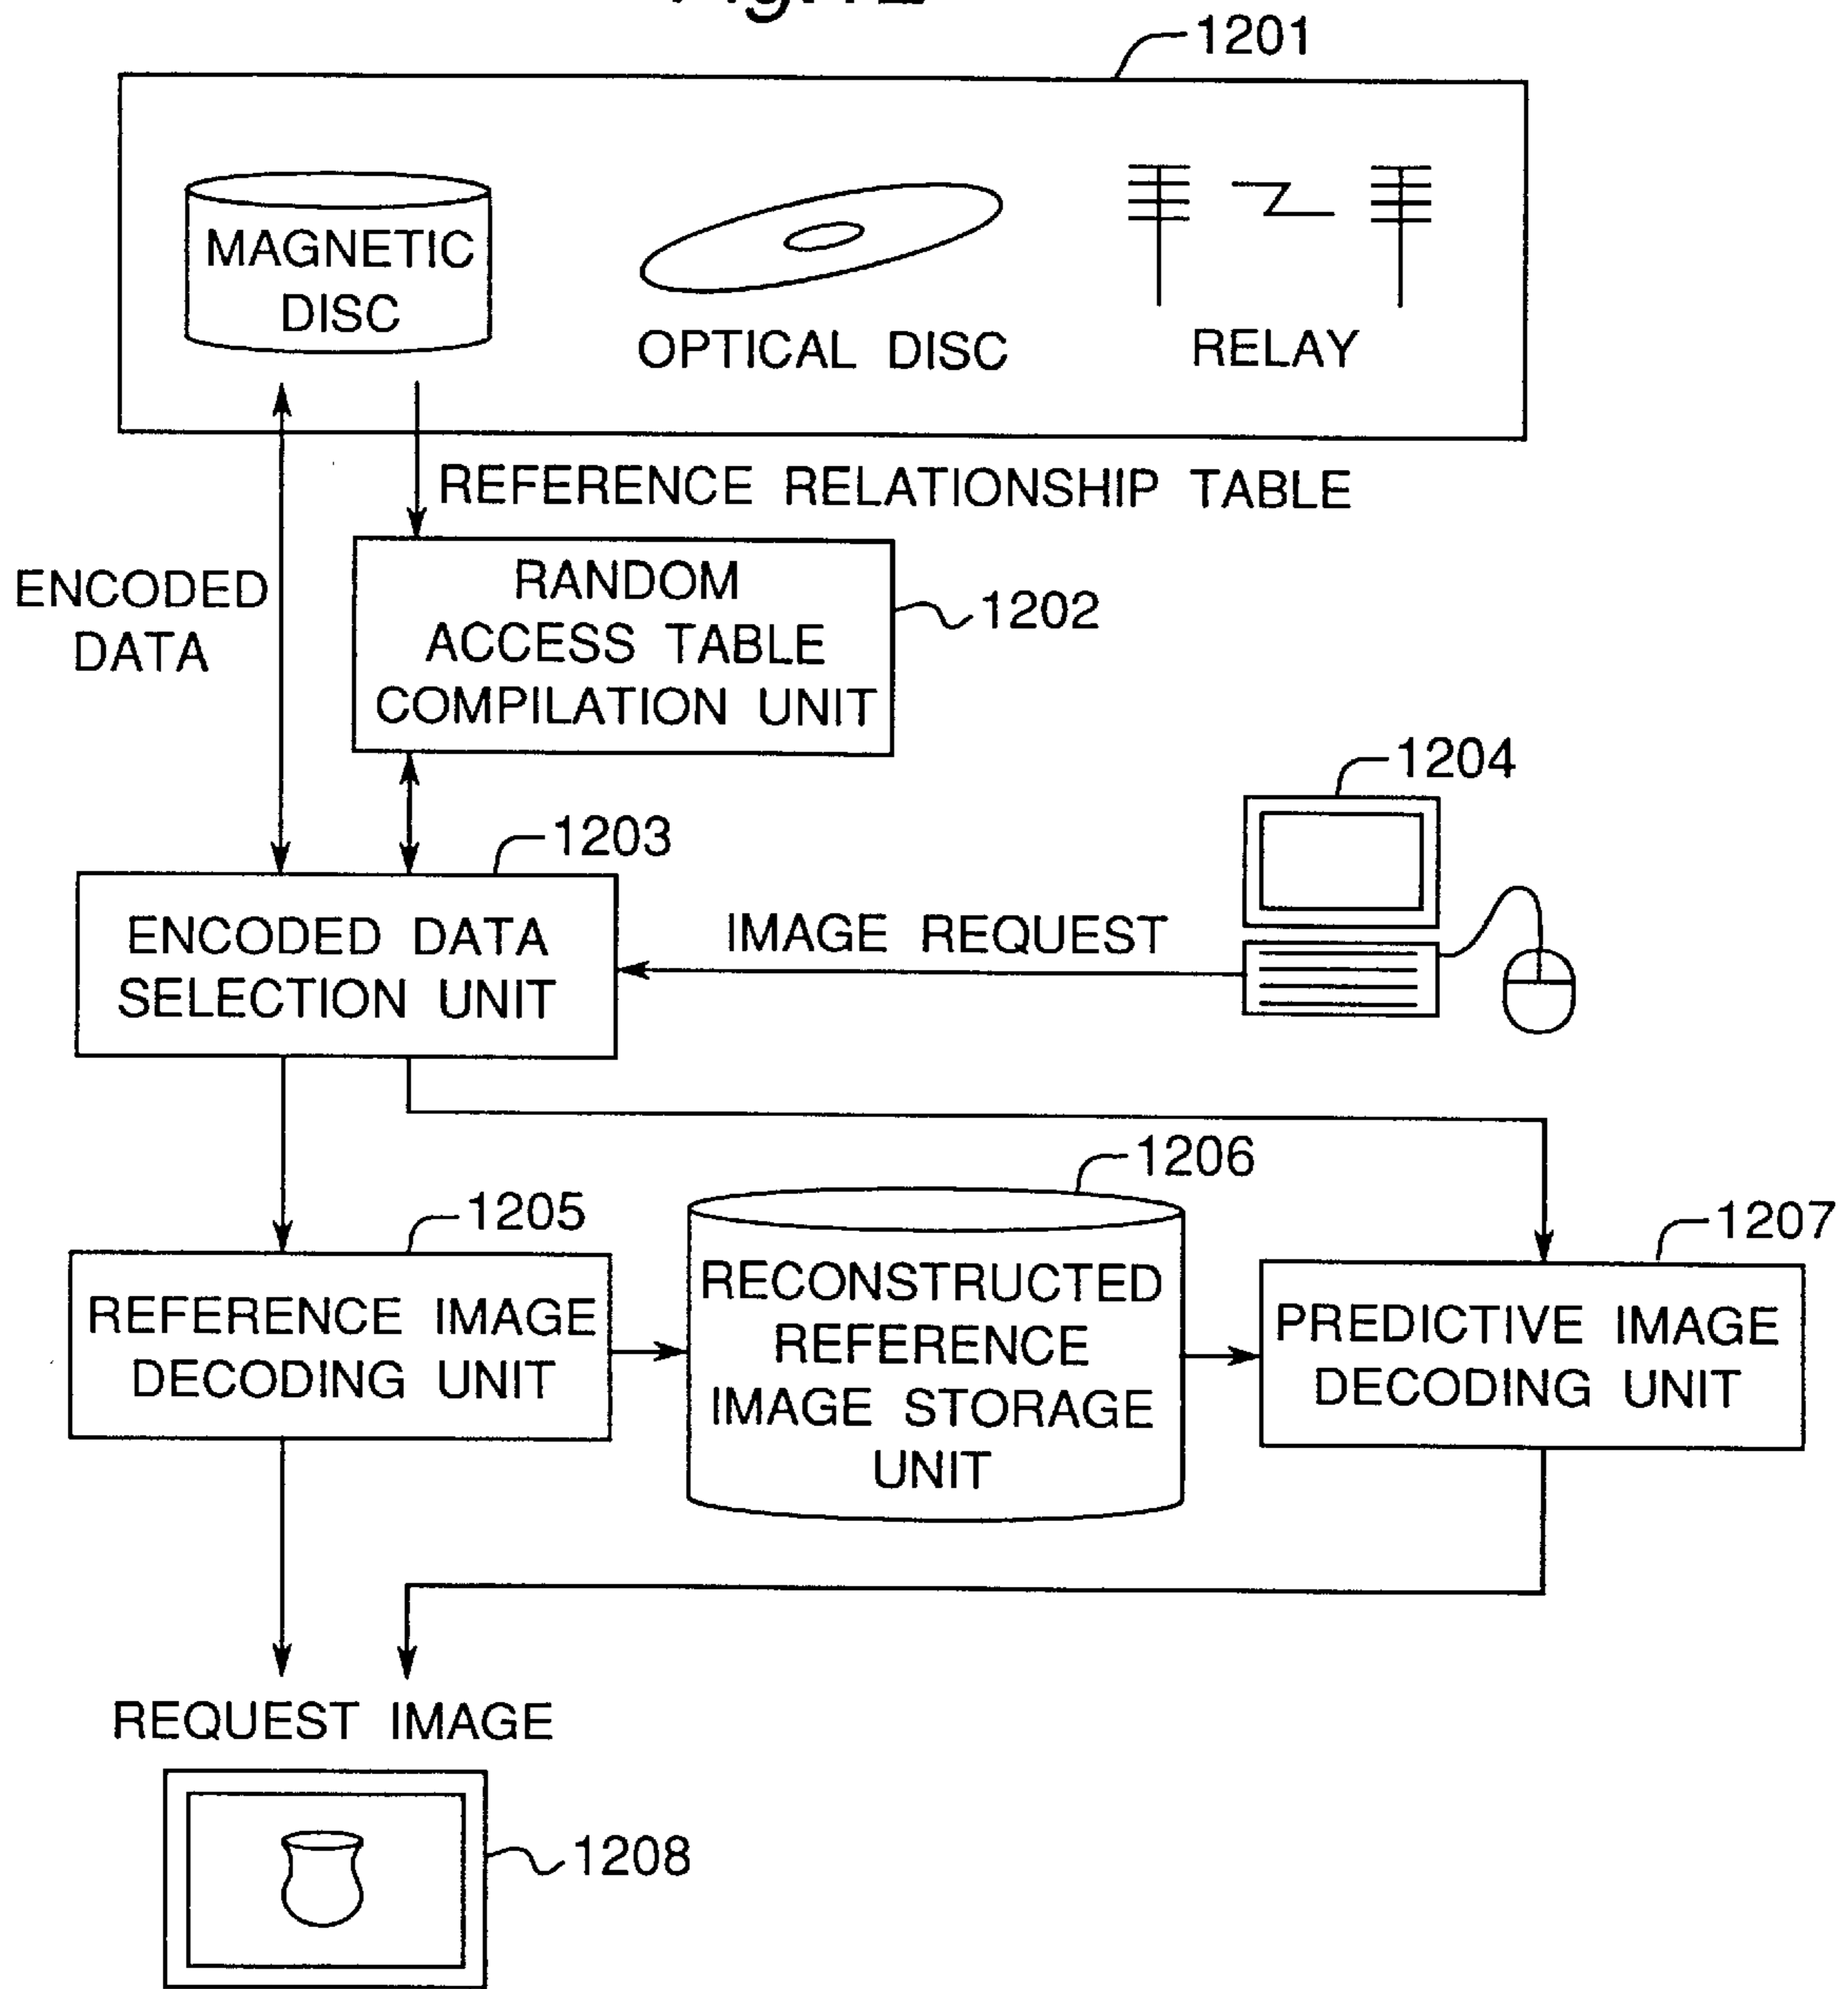 1201
MAGNETIC
DISC
OPTICAL DISC
RELAY
REFERENCE RELATIONSHIP TABLE
ENCODED
DATA
RANDOM
ACCESS TABLE
COMPILATION UNIT
1202
1204
1203
ENCODED DATA
SELECTION UNIT
IMAGE REQUEST
1206
1205
1207
REFERENCE IMAGE
DECODING UNIT
RECONSTRUCTED
REFERENCE
IMAGE STORAGE
UNIT
PREDICTIVE IMAGE
DECODING UNIT
REQUEST IMAGE
1208